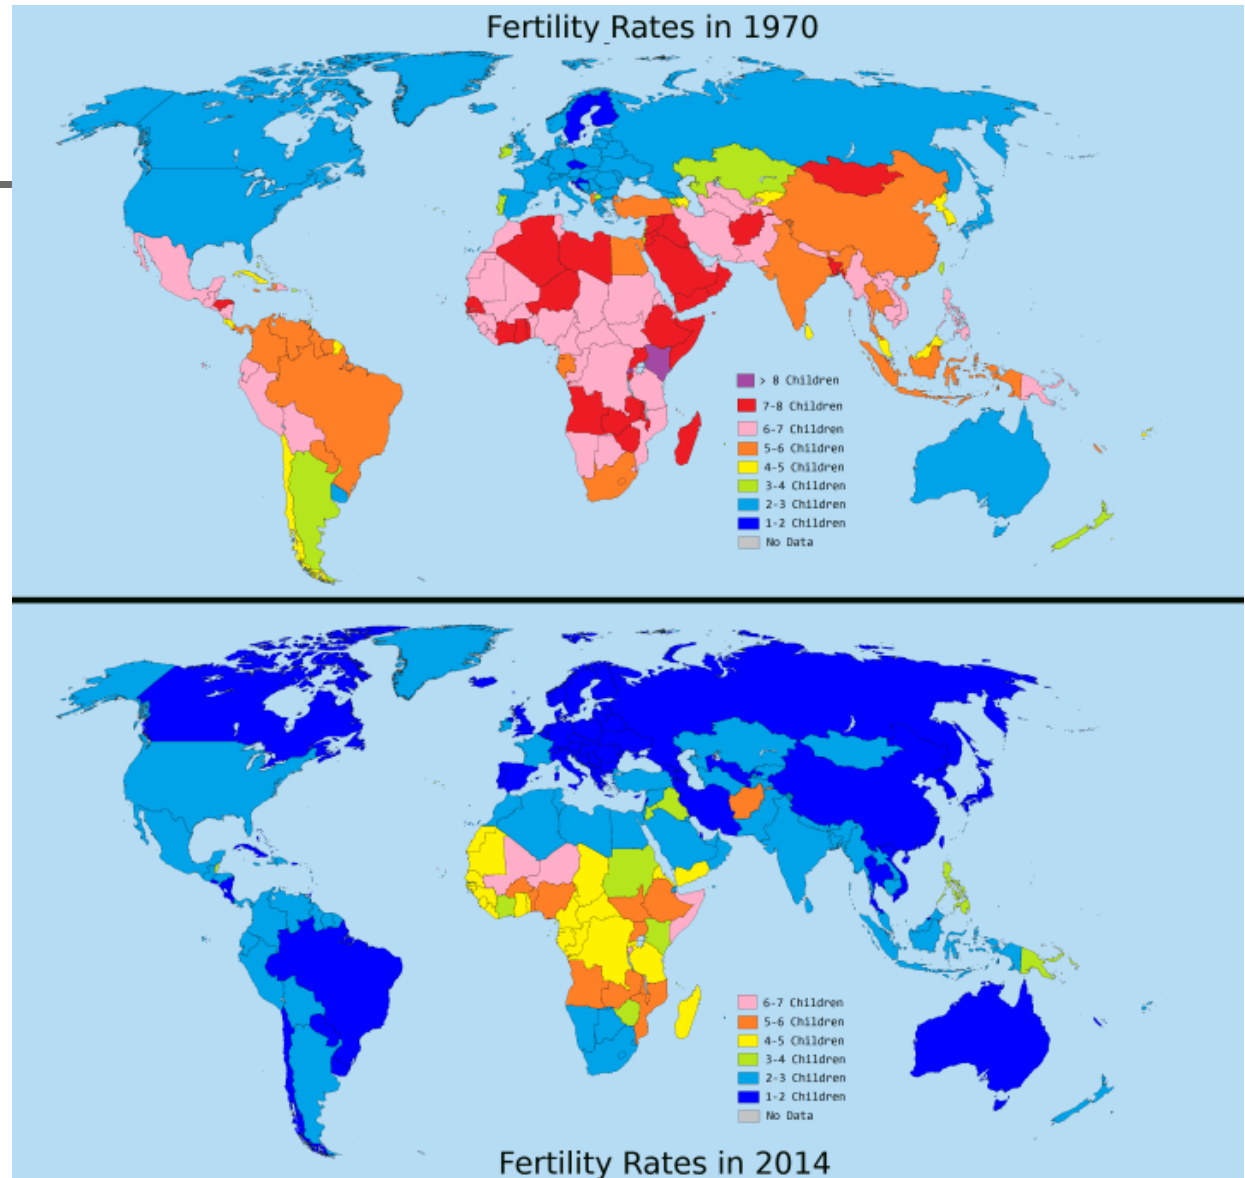 Fertility Rates in 1970
> 8 Children
7-8 Children
6-7 Children
5-6 Children
4-5 Children
3-4 Children
2-3 Children
1-2 Children
No Data
6-7 Children
5-6 Children
4-5 Children
3-4 Children
2-3 Children
1-2 Children
No Data
Fertility Rates in 2014